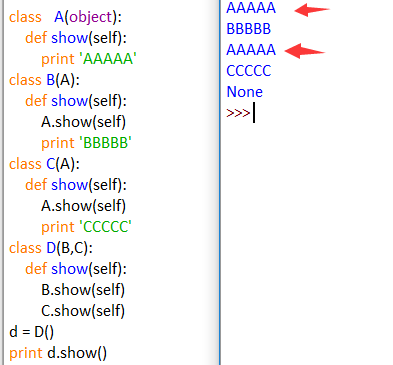 class   A(object):
    def show(self):
        print 'AAAAA'
class B(A):
    def show(self):
        A.show(self)
        print 'BBBBB'
class C(A):
    def show(self):
        A.show(self)
        print 'CCCCC'
class D(B,C):
    def show(self):
        B.show(self)
        C.show(self)
d = D()
print d.show()
AAAAA
BBBBB
AAAAA
CCCCC
None
>>>